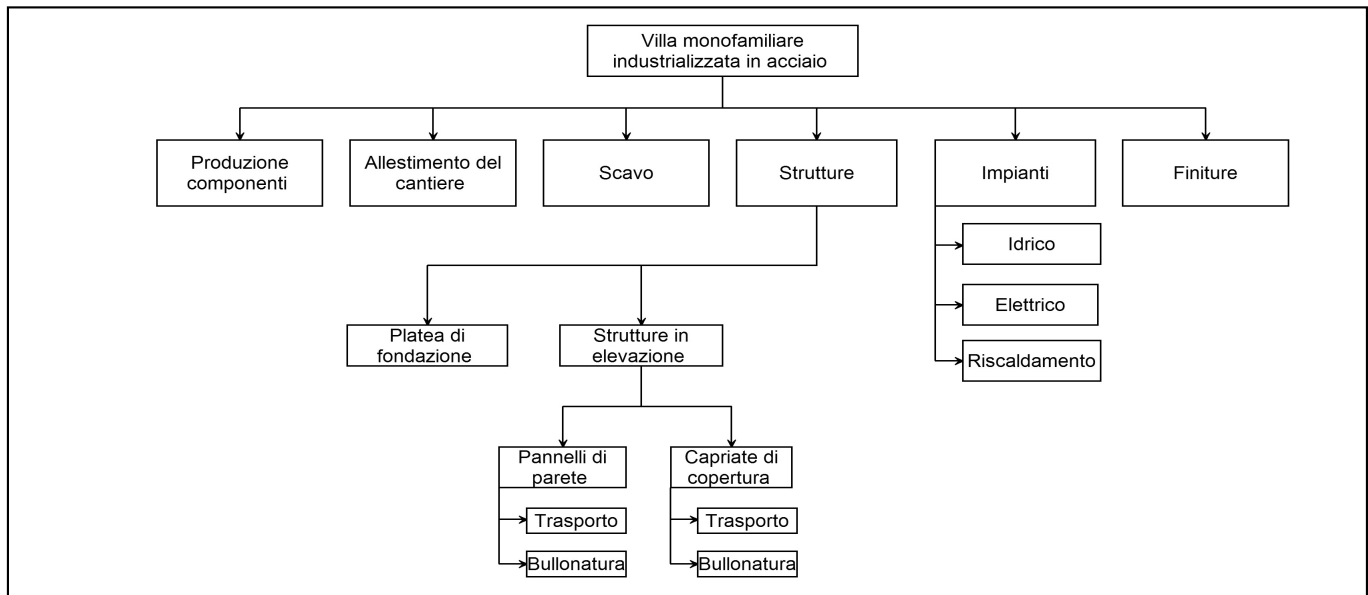 Villa monofamiliare
industrializzata in acciaio
Produzione
componenti
Allestimento del
cantiere
Scavo
Strutture
Impianti
Finiture
Idrico
Elettrico
Riscaldamento
Platea di
fondazione
Strutture in
elevazione
Pannelli di
parete
Capriate di
copertura
Trasporto
Trasporto
Bullonatura
Bullonatura